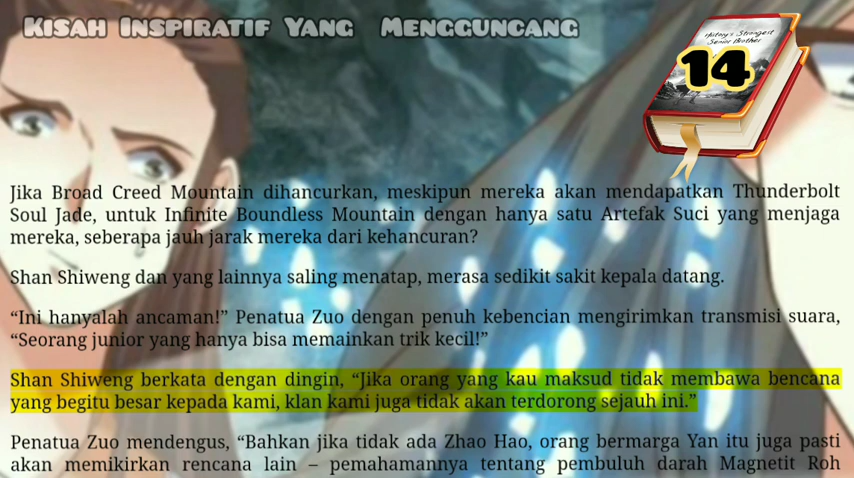 Kisah Inspiratif Yang Mengguncang
History's Strongest
Senior Brother
14
Jika Broad Creed Mountain dihancurkan, meskipun mereka akan mendapatkan Thunderbolt
Soul Jade, untuk Infinite Boundless Mountain dengan hanya satu Artefak Suci yang menjaga
mereka, seberapa jauh jarak mereka dari kehancuran?
Shan Shiweng dan yang lainnya saling menatap, merasa sedikit sakit kepala datang.
“Ini hanyalah ancaman!” Penatua Zuo dengan penuh kebencian mengirimkan transmisi suara,
“Seorang junior yang hanya bisa memainkan trik kecil!”
Shan Shiweng berkata dengan dingin, “Jika orang yang kau maksud tidak membawa bencana
yang begitu besar kepada kami, klan kami juga tidak akan terdorong sejauh ini.”
Penatua Zuo mendengus, “Bahkan jika tidak ada Zhao Hao, orang bermarga Yan itu juga pasti
akan memikirkan rencana lain – pemahamannya tentang pembuluh darah Magnetit Roh